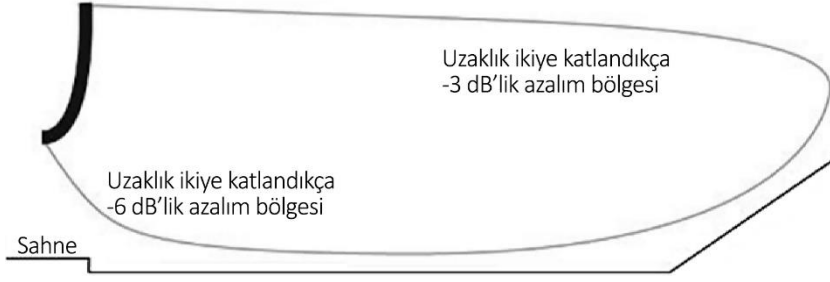 Uzaklık ikiye katlandıkça
-3 dB’lik azalım bölgesi
Uzaklık ikiye katlandıkça
-6 dB’lik azalım bölgesi
Sahne